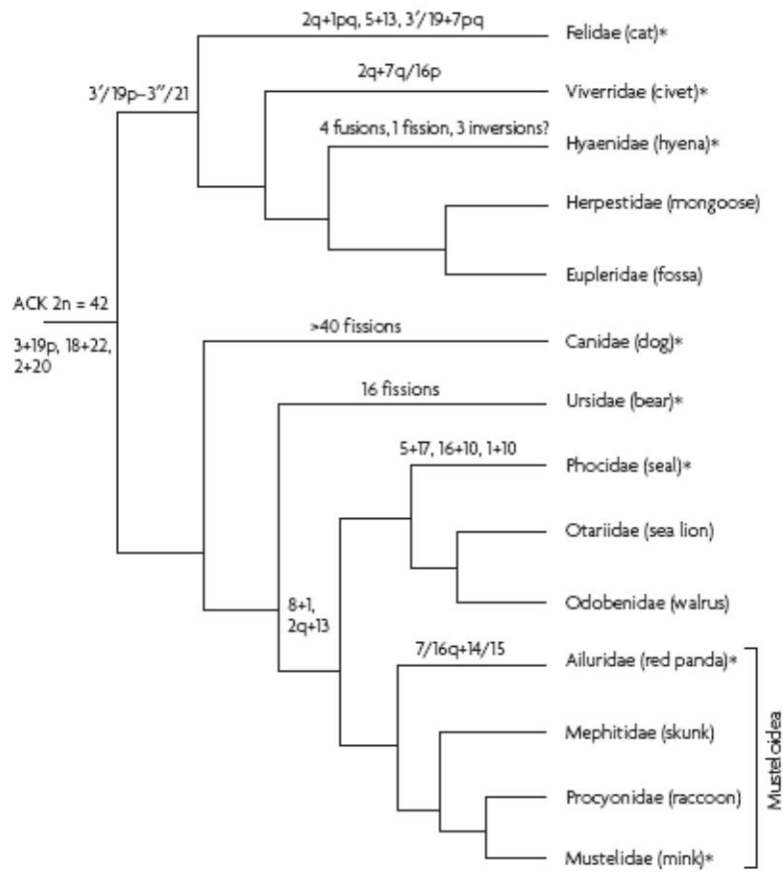 2q+1pq, 5+13, 3′/19+7pq
Felidae (cat)*
3′/19p–3″/21
2q+7q/16p
Viverridae (civet)*
4 fusions, 1 fission, 3 inversions?
Hyaenidae (hyena)*
Herpestidae (mongoose)
Eupleridae (fossa)
ACK 2n = 42
3+19p, 18+22,
2+20
>40 fissions
Canidae (dog)*
16 fissions
Ursidae (bear)*
5+17, 16+10, 1+10
Phocidae (seal)*
Otariidae (sea lion)
Odobenidae (walrus)
8+1,
2q+13
7/16q+14/15
Ailuridae (red panda)*
Mephitidae (skunk)
Procyonidae (raccoon)
Mustelidae (mink)*
Musteloidea